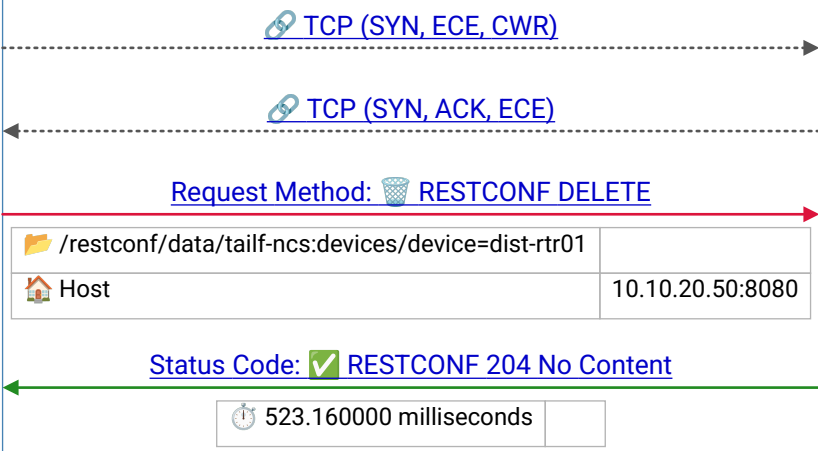 🔗 TCP (SYN, ECE, CWR)
🔗 TCP (SYN, ACK, ECE)
Request Method: 🗑️ RESTCONF DELETE
📂 /restconf/data/tailf-ncs:devices/device=dist-rtr01
🏠 Host 10.10.20.50:8080
Status Code: ✅ RESTCONF 204 No Content
⏱️ 523.160000 milliseconds